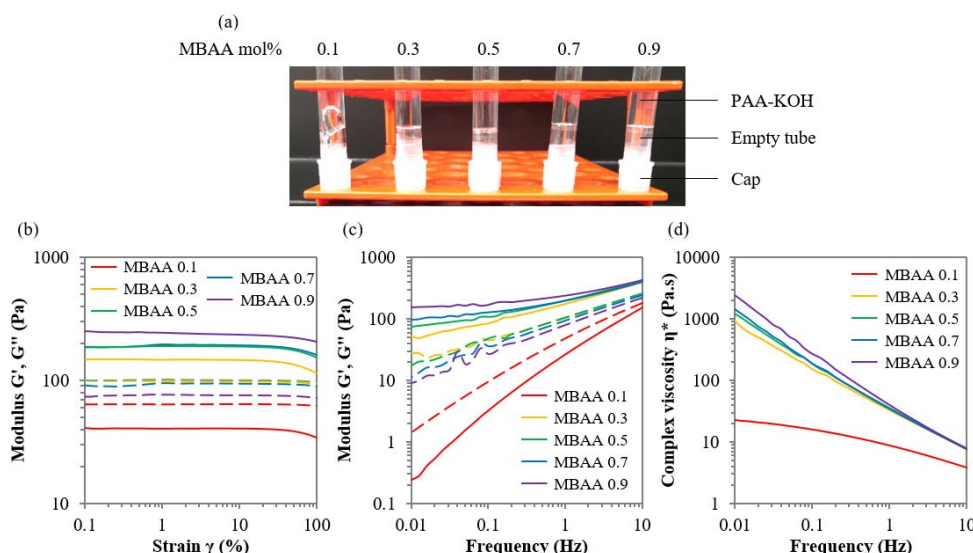 (a)
MBAA mol% 0.1 0.3 0.5 0.7 0.9
PAA-KOH
Empty tube
Cap
(b)
Modulus G', G" (Pa)
1000
100
10
MBAA 0.1
MBAA 0.3
MBAA 0.5
MBAA 0.7
MBAA 0.9
0.1 1 10 100
Strain γ (%)
(c)
Modulus G', G" (Pa)
1000
100
10
1
0.1
MBAA 0.1
MBAA 0.3
MBAA 0.5
MBAA 0.7
MBAA 0.9
0.01 0.1 1 10
Frequency (Hz)
(d)
Complex viscosity η* (Pa.s)
10000
1000
100
10
1
MBAA 0.1
MBAA 0.3
MBAA 0.5
MBAA 0.7
MBAA 0.9
0.01 0.1 1 10
Frequency (Hz)